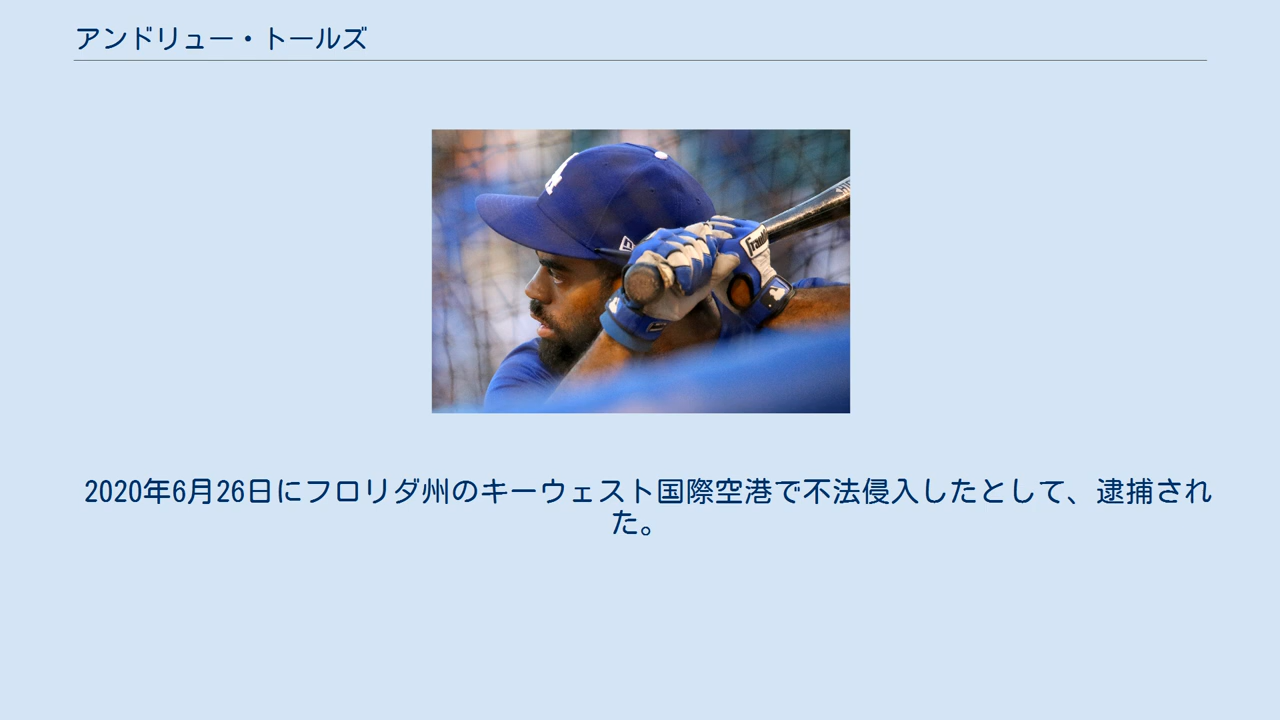 アンドリュー・トールズ
LA
Franklin
2020年6月26日にフロリダ州のキーウェスト国際空港で不法侵入したとして、逮捕され
た。